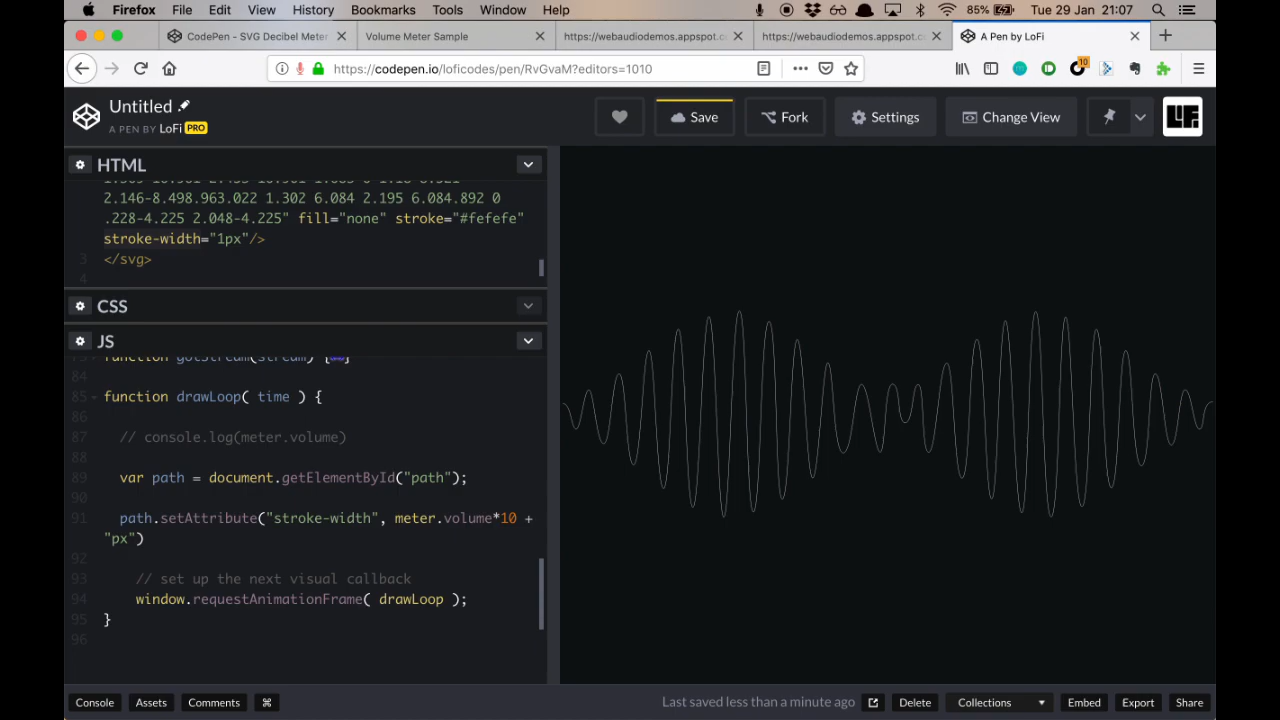 Firefox File Edit View History Bookmarks Tools Window Help 85% Tue 29 Jan 21:07
CodePen - SVG Decibel Meter
Volume Meter Sample
https://webaudiodemos.appspot.c
https://webaudiodemos.appspot.c
A Pen by LoFi
https://codepen.io/loficodes/pen/RvGvaM?editors=1010
10
Untitled
A PEN BY LoFi PRO
Save
Fork
Settings
Change View
HTML
2.146-8.498.963.022 1.302 6.084 2.195 6.084.892 0
.228-4.225 2.048-4.225" fill="none" stroke="#fefefe"
stroke-width="1px"/>
3 </svg>
4
CSS
JS
function gotStream(stream) {
84
85 function drawLoop( time ) {
86
87 // console.log(meter.volume)
88
89 var path = document.getElementById("path");
90
91 path.setAttribute("stroke-width", meter.volume*10 +
"px")
92
93 // set up the next visual callback
94 window.requestAnimationFrame( drawLoop );
95 }
96
Console Assets Comments ⌘ Last saved less than a minute ago Delete Collections Embed Export Share